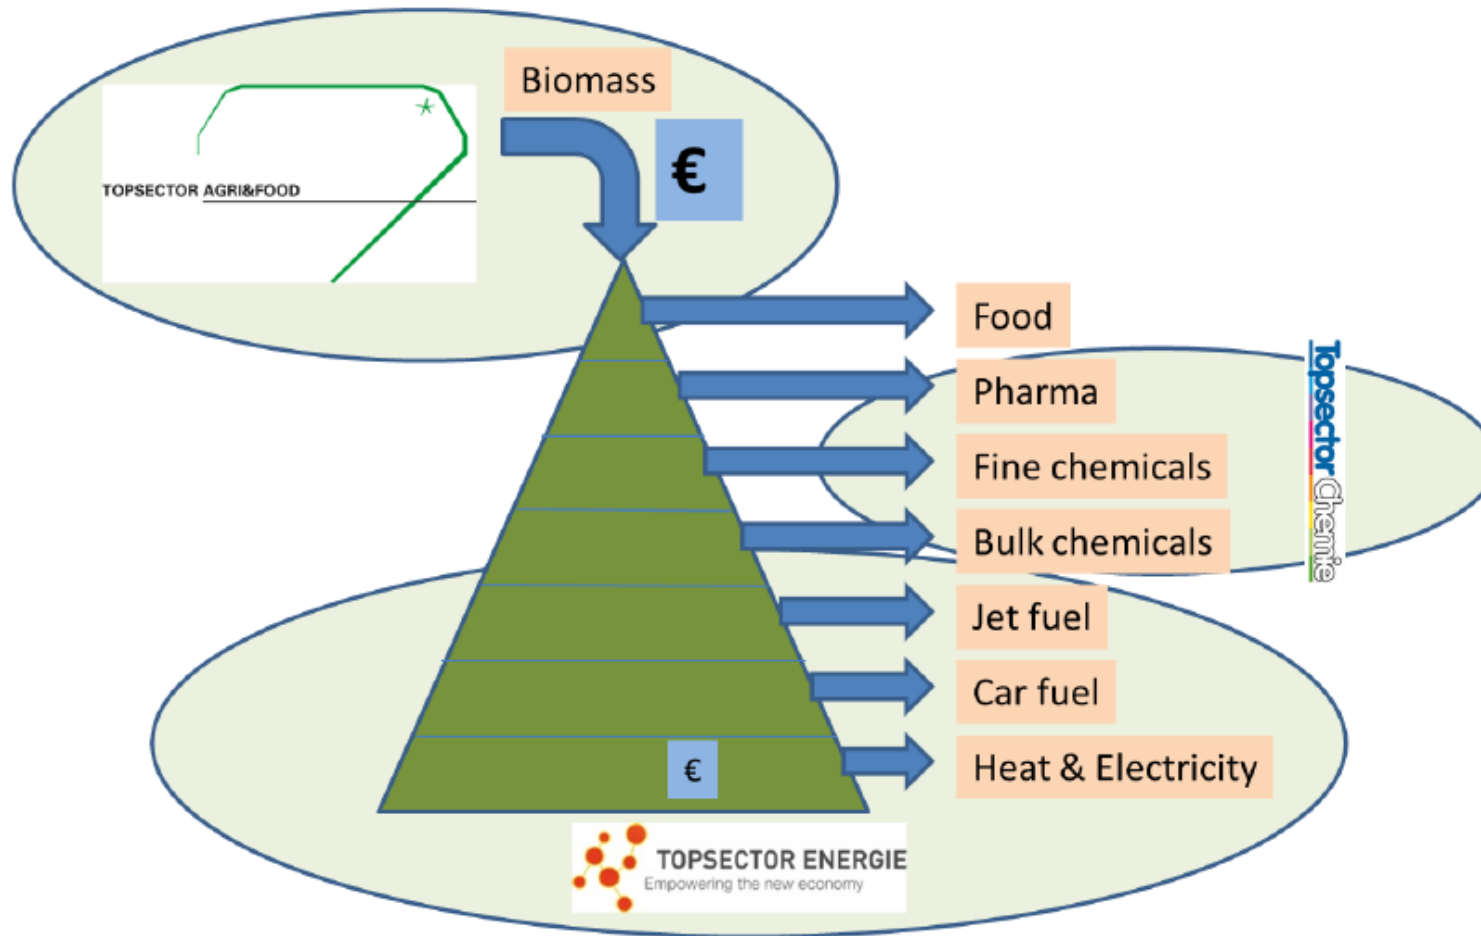 Biomass
€
TOPSECTOR AGRI&FOOD
Food
Pharma
Fine chemicals
Bulk chemicals
Jet fuel
Car fuel
Heat & Electricity
Topsector Chemie
€
TOPSECTOR ENERGIE
Empowering the new economy